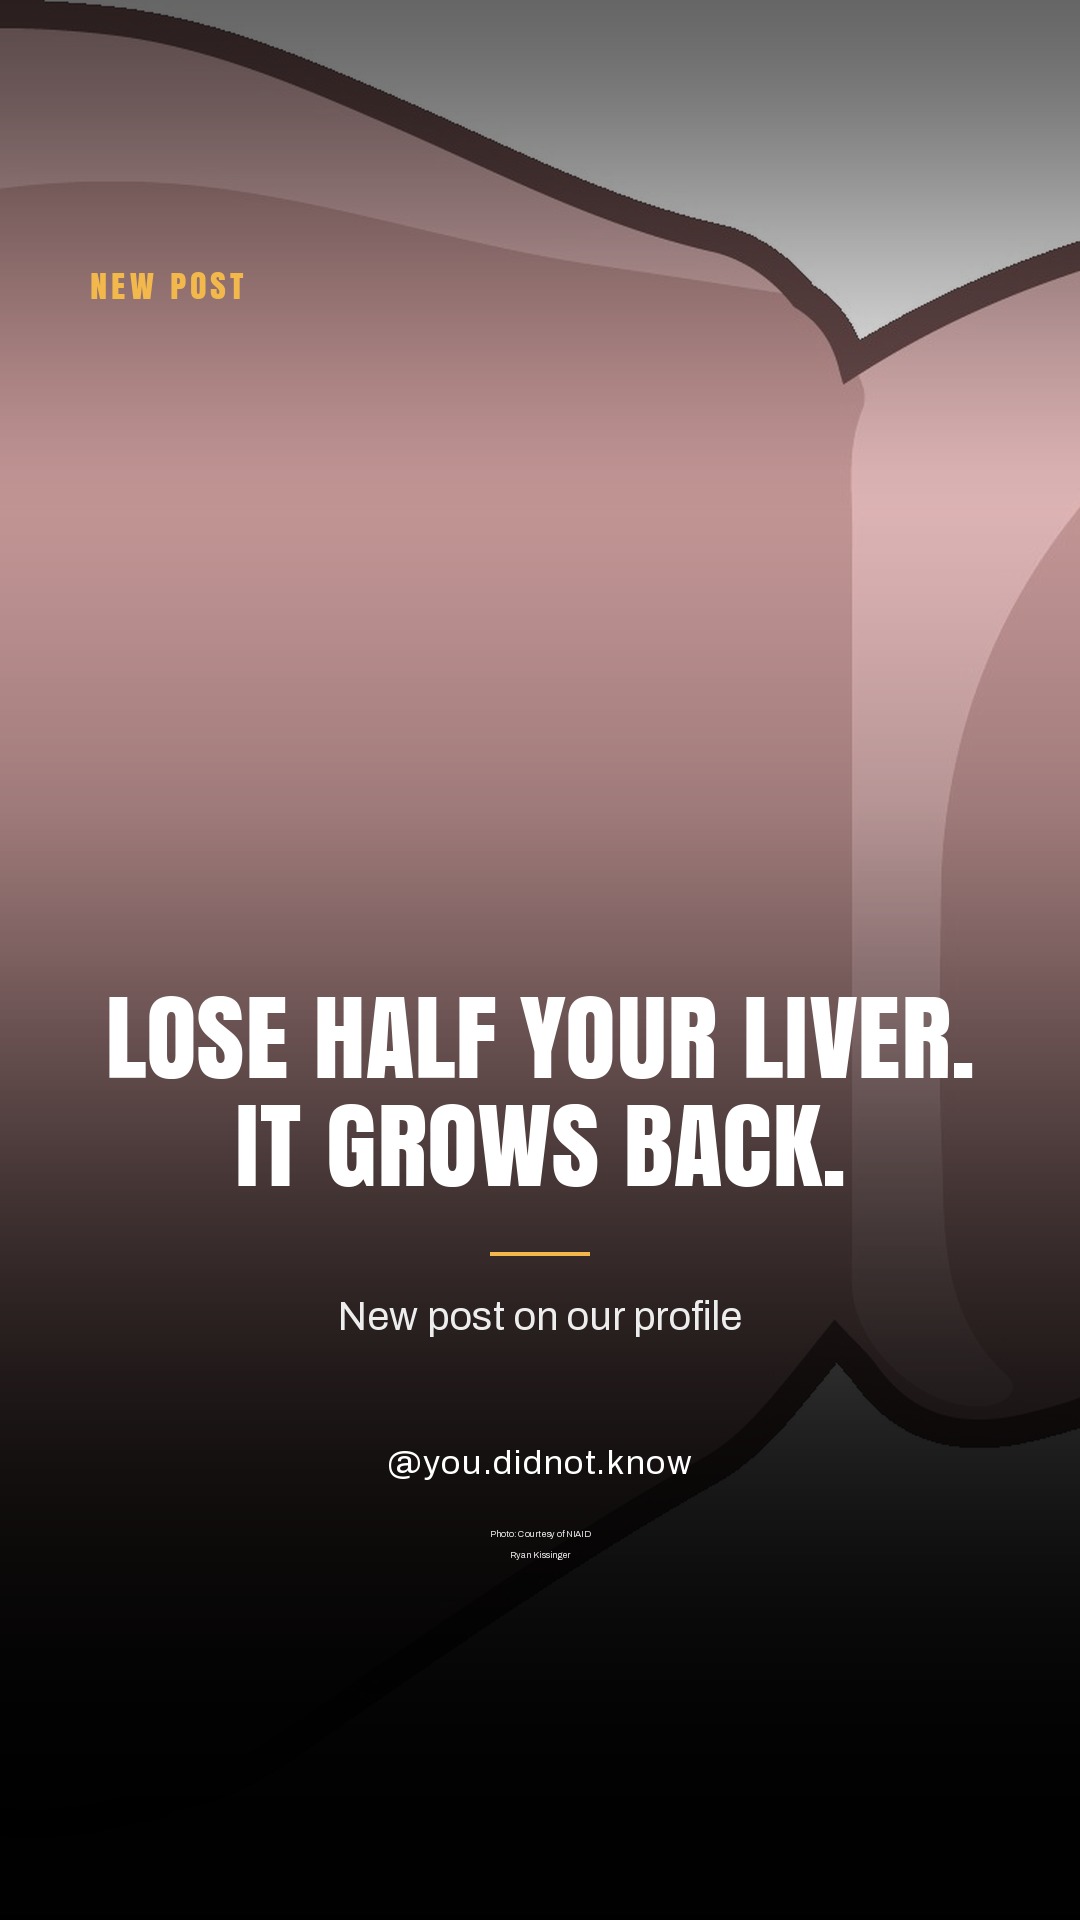 NEW POST
LOSE HALF YOUR LIVER.
IT GROWS BACK.
New post on our profile
@you.didnot.know
Photo: Courtesy of NIAID
Ryan Kissinger